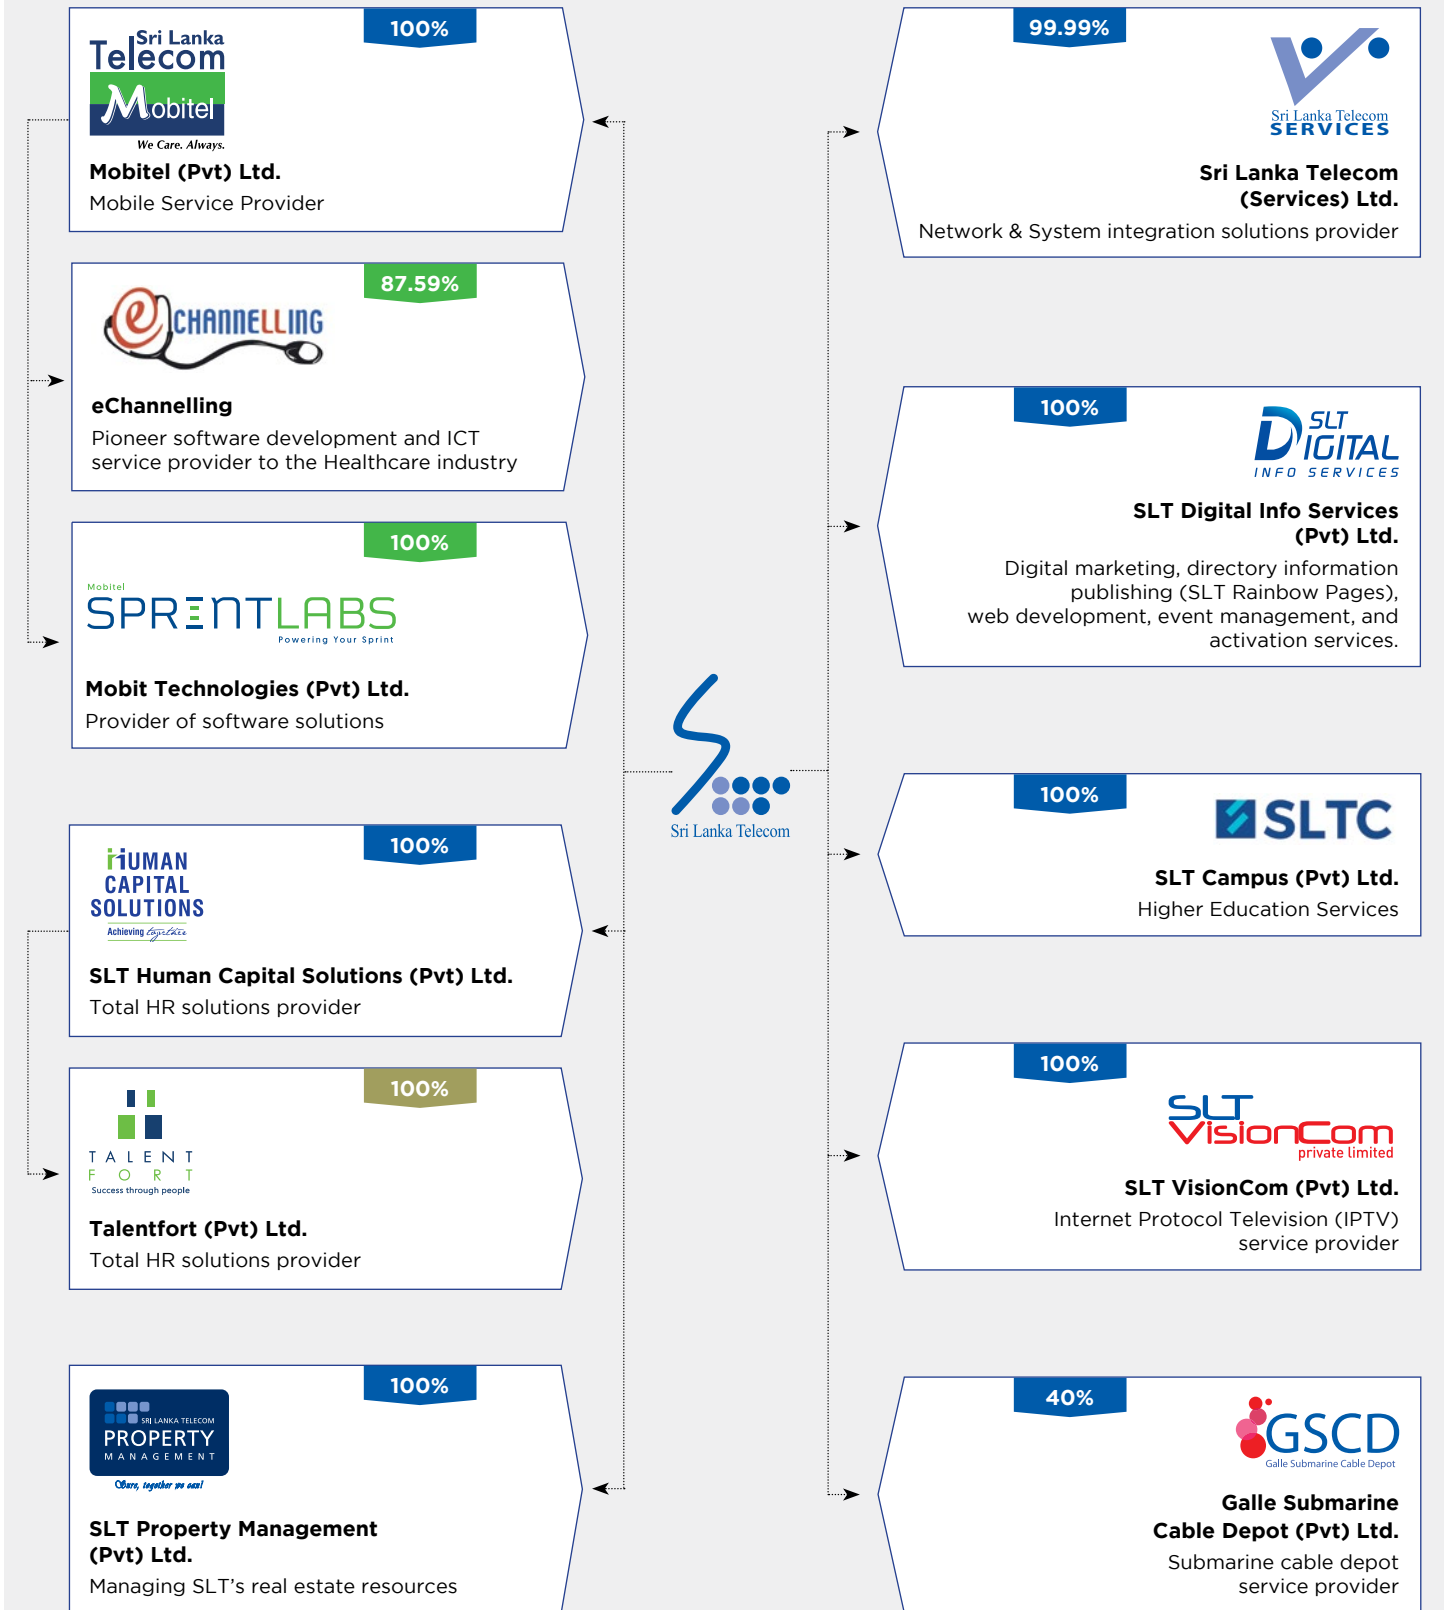 100%
Sri Lanka
Telecom
Mobitel
We Care. Always.
Mobitel (Pvt) Ltd.
Mobile Service Provider
87.59%
e CHANNELLING
eChannelling
Pioneer software development and ICT
service provider to the Healthcare industry
100%
Mobitel
SPRINTLABS
Powering Your Sprint
Mobit Technologies (Pvt) Ltd.
Provider of software solutions
100%
HUMAN
CAPITAL
SOLUTIONS
Achieving together
SLT Human Capital Solutions (Pvt) Ltd.
Total HR solutions provider
100%
TALENT
FORT
Success through people
Talentfort (Pvt) Ltd.
Total HR solutions provider
100%
SRI LANKA TELECOM
PROPERTY
MANAGEMENT
Sure, together we can!
SLT Property Management
(Pvt) Ltd.
Managing SLT's real estate resources
Sri Lanka Telecom
99.99%
Sri Lanka Telecom
SERVICES
Sri Lanka Telecom
(Services) Ltd.
Network & System integration solutions provider
100%
SLT
DIGITAL
INFO SERVICES
SLT Digital Info Services
(Pvt) Ltd.
Digital marketing, directory information
publishing (SLT Rainbow Pages),
web development, event management, and
activation services.
100%
SLTC
SLT Campus (Pvt) Ltd.
Higher Education Services
100%
SLT
VisionCom
private limited
SLT VisionCom (Pvt) Ltd.
Internet Protocol Television (IPTV)
service provider
40%
GSCD
Galle Submarine Cable Depot
Galle Submarine
Cable Depot (Pvt) Ltd.
Submarine cable depot
service provider